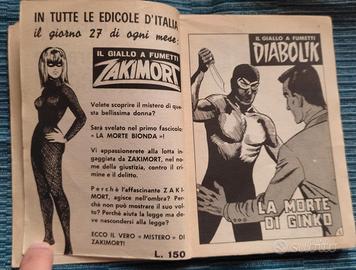 IN TUTTE LE EDICOLE D'ITALIA
il giorno 27 di ogni mese:
IL GIALLO A FUMETTI
ZAKIMORT
Volete scoprire il mistero di que-
sta bellissima donna?
Sarà svelato nel primo fascicolo:
« LA MORTE BIONDA »!
Vi appassionerete alla lotta in-
gaggiata da ZAKIMORT, nel no-
me della giustizia, contro il cri-
mine e il delitto.
Perchè l'affascinante ZAKI-
MORT, agisce nell'ombra? Per-
chè non può mostrare il suo vol-
to? Perchè aiuta la legge ma de-
ve nascondersi alla legge?
ECCO IL VERO « MISTERO » DI
ZAKIMORT!
L. 150
IL GIALLO A FUMETTI
DIABOLIK
LA MORTE
DI GINKO
subito